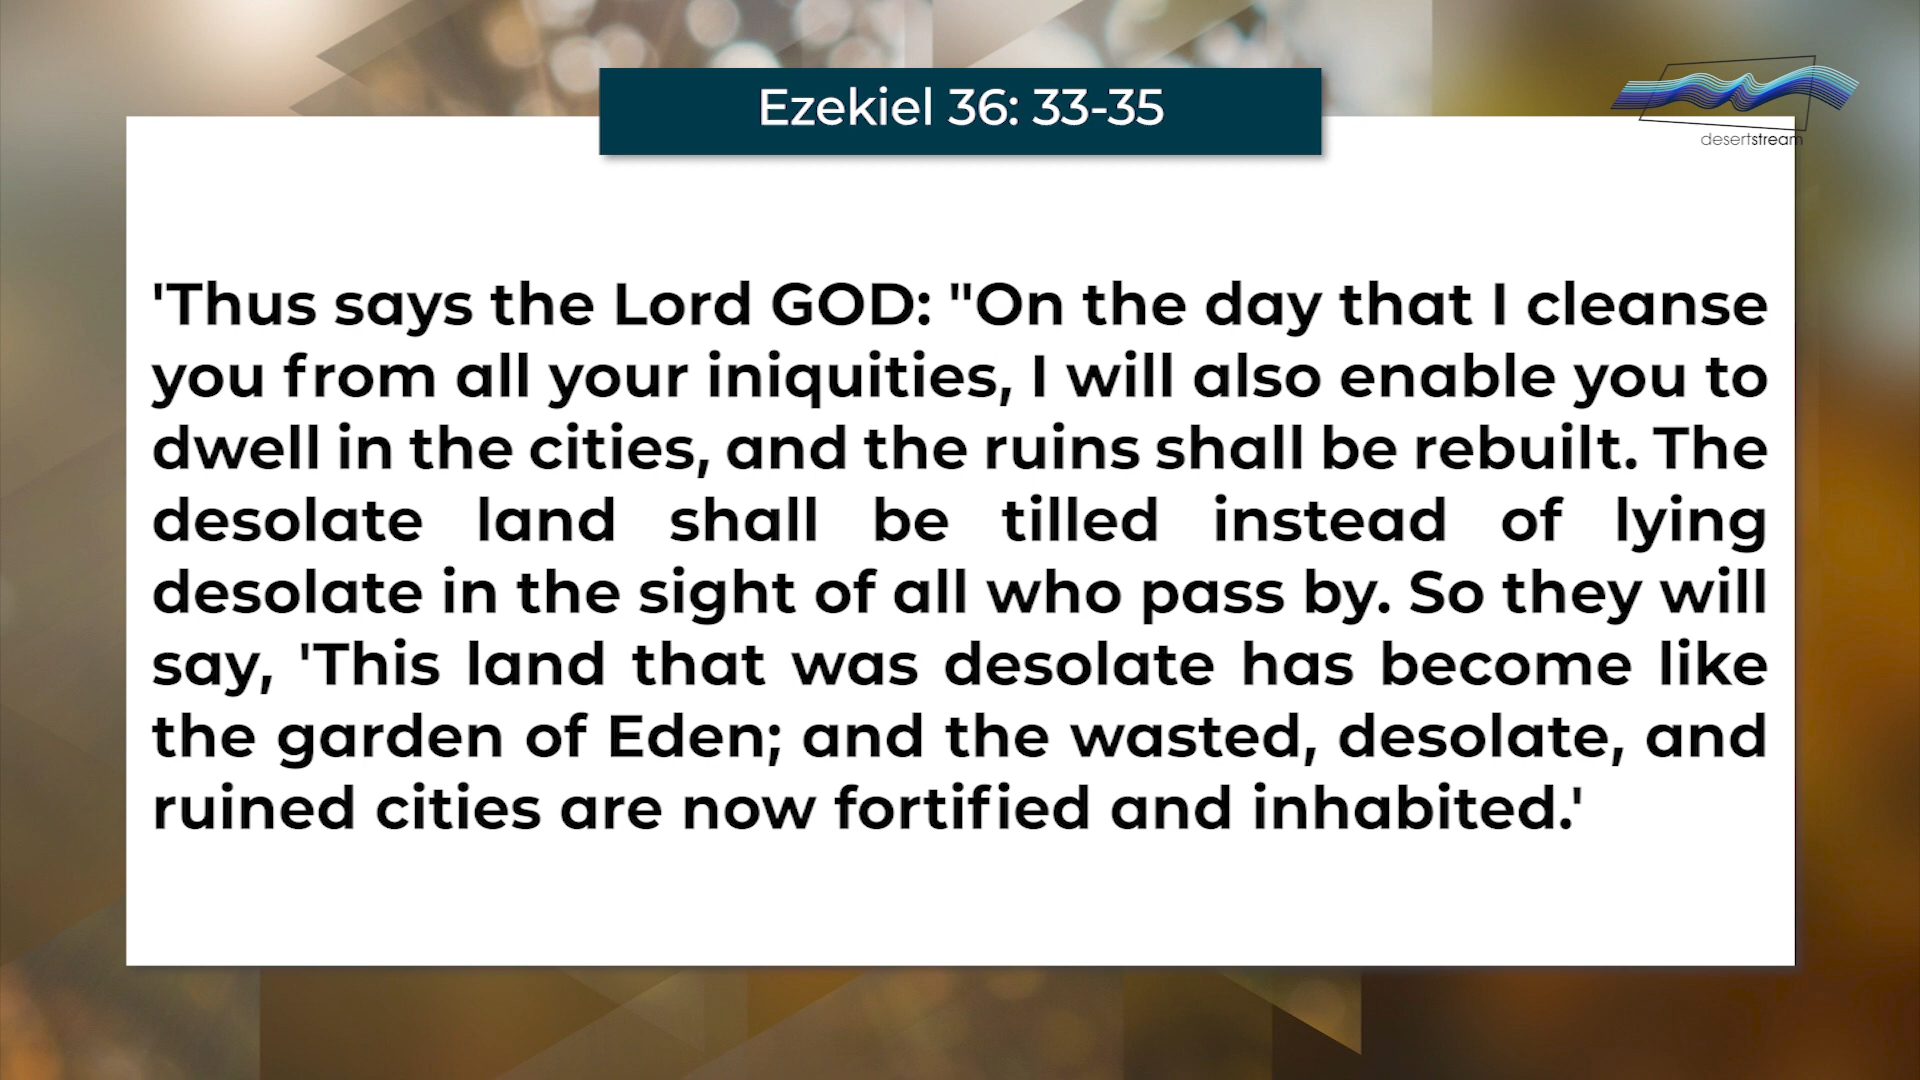 Ezekiel 36: 33-35
desertstream
'Thus says the Lord GOD: "On the day that I cleanse
you from all your iniquities, I will also enable you to
dwell in the cities, and the ruins shall be rebuilt. The
desolate land shall be tilled instead of lying
desolate in the sight of all who pass by. So they will
say, 'This land that was desolate has become like
the garden of Eden; and the wasted, desolate, and
ruined cities are now fortified and inhabited.'